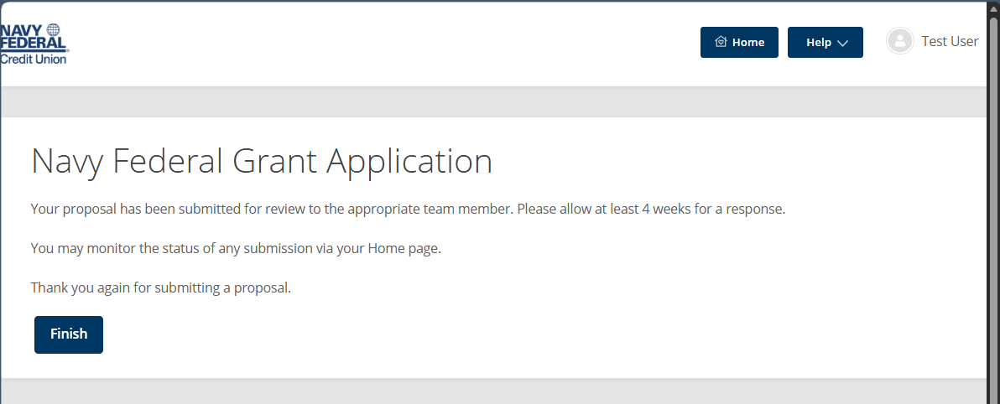 NAVY
FEDERAL
Credit Union
Home
Help
Test User
Navy Federal Grant Application
Your proposal has been submitted for review to the appropriate team member. Please allow at least 4 weeks for a response.
You may monitor the status of any submission via your Home page.
Thank you again for submitting a proposal.
Finish